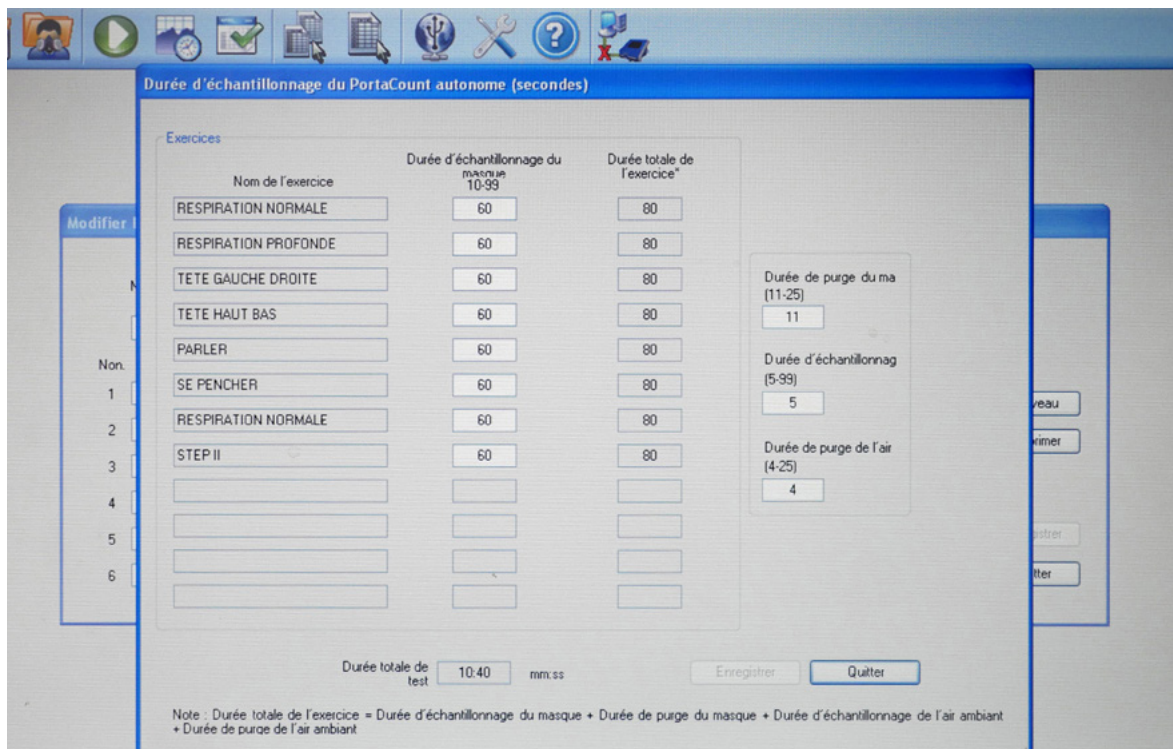 Durée d'échantillonnage du PortaCount autonome (secondes)
Exercices
Nom de l'exercice
Durée d'échantillonnage du
masque
10-99
Durée totale de
l'exercice*
RESPIRATION NORMALE 60 80
RESPIRATION PROFONDE 60 80
TETE GAUCHE DROITE 60 80
TETE HAUT BAS 60 80
PARLER 60 80
SE PENCHER 60 80
RESPIRATION NORMALE 60 80
STEP II 60 80
Durée de purge du ma
(11-25)
11
Durée d'échantillonnag
(5-99)
5
Durée de purge de l'air
(4-25)
4
Durée totale de
test
10:40 mm:ss
Enregistrer Quitter
Note : Durée totale de l'exercice = Durée d'échantillonnage du masque + Durée de purge du masque + Durée d'échantillonnage de l'air ambiant
+ Durée de purge de l'air ambiant
Modifier
Non.
1
2
3
4
5
6
veau
rimer
istrer
tter